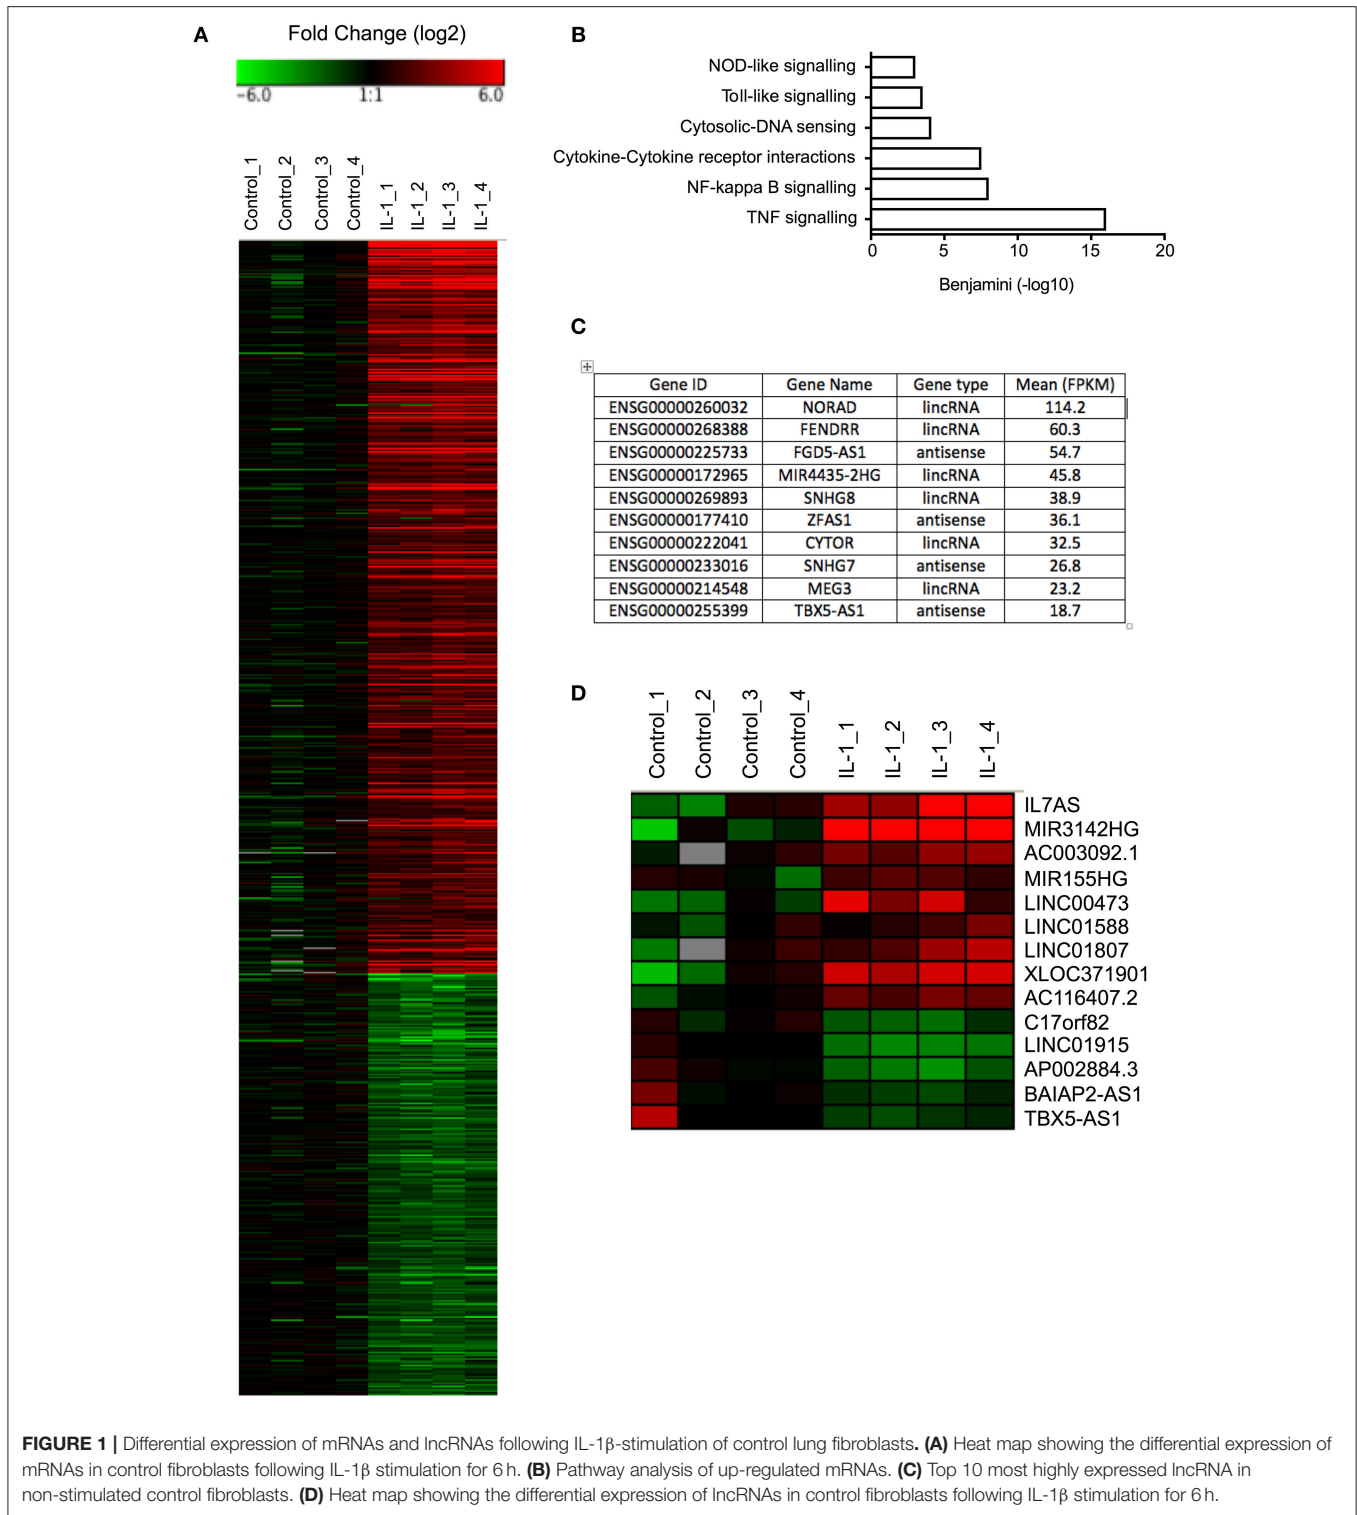 A
Fold Change (log2)
−6.0 1:1 6.0
Control_1
Control_2
Control_3
Control_4
IL-1_1
IL-1_2
IL-1_3
IL-1_4
B
NOD-like signalling
Toll-like signalling
Cytosolic-DNA sensing
Cytokine-Cytokine receptor interactions
NF-kappa B signalling
TNF signalling
0 5 10 15 20
Benjamini (-log10)
C
Gene ID Gene Name Gene type Mean (FPKM)
ENSG00000260032 NORAD lincRNA 114.2
ENSG00000268388 FENDRR lincRNA 60.3
ENSG00000225733 FGD5-AS1 antisense 54.7
ENSG00000172965 MIR4435-2HG lincRNA 45.8
ENSG00000269893 SNHG8 lincRNA 38.9
ENSG00000177410 ZFAS1 antisense 36.1
ENSG00000222041 CYTOR lincRNA 32.5
ENSG00000233016 SNHG7 antisense 26.8
ENSG00000214548 MEG3 lincRNA 23.2
ENSG00000255399 TBX5-AS1 antisense 18.7
D
Control_1
Control_2
Control_3
Control_4
IL-1_1
IL-1_2
IL-1_3
IL-1_4
IL7AS
MIR3142HG
AC003092.1
MIR155HG
LINC00473
LINC01588
LINC01807
XLOC371901
AC116407.2
C17orf82
LINC01915
AP002884.3
BAIAP2-AS1
TBX5-AS1
FIGURE 1 | Differential expression of mRNAs and lncRNAs following IL-1β-stimulation of control lung fibroblasts. (A) Heat map showing the differential expression of
mRNAs in control fibroblasts following IL-1β stimulation for 6 h. (B) Pathway analysis of up-regulated mRNAs. (C) Top 10 most highly expressed lncRNA in
non-stimulated control fibroblasts. (D) Heat map showing the differential expression of lncRNAs in control fibroblasts following IL-1β stimulation for 6 h.